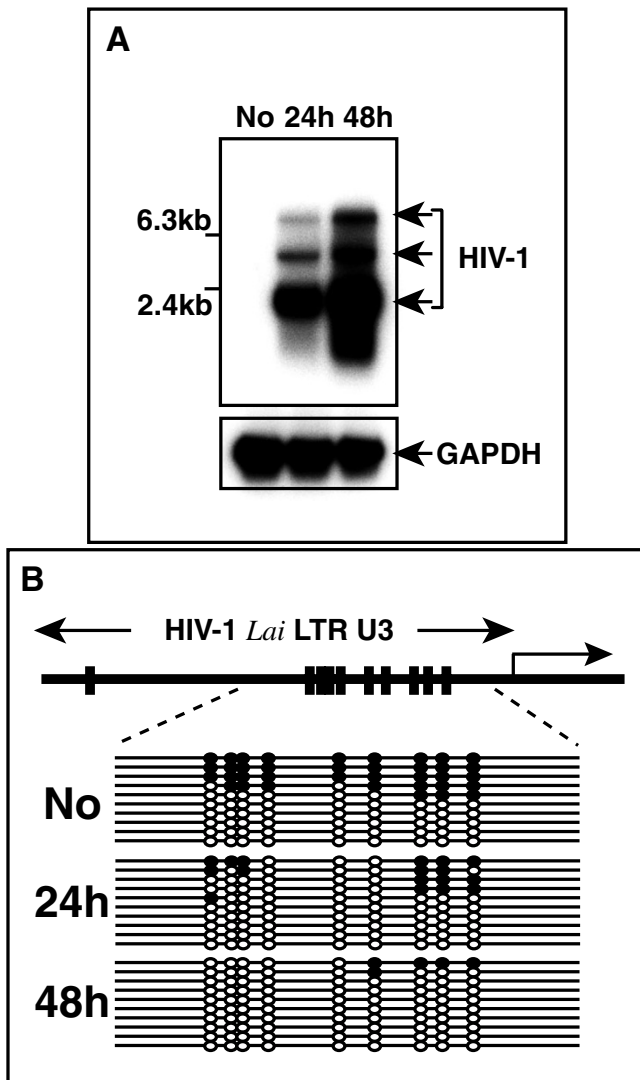 A
No 24h 48h
6.3kb
HIV-1
2.4kb
GAPDH
B
HIV-1 Lai LTR U3
No
24h
48h